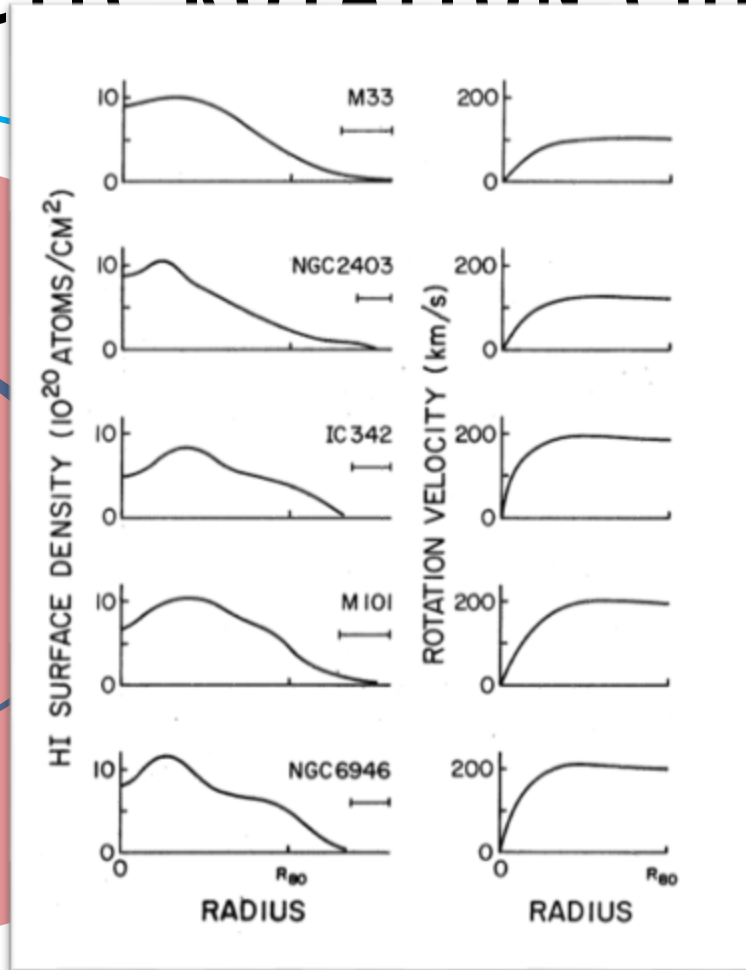 M33
10
0
200
0
NGC2403
10
0
200
0
IC342
10
0
200
0
M101
10
0
200
0
NGC6946
10
0
200
0
HI SURFACE DENSITY (10²⁰ ATOMS/CM²)
ROTATION VELOCITY (km/s)
0
R₈₀
0
R₈₀
RADIUS
RADIUS